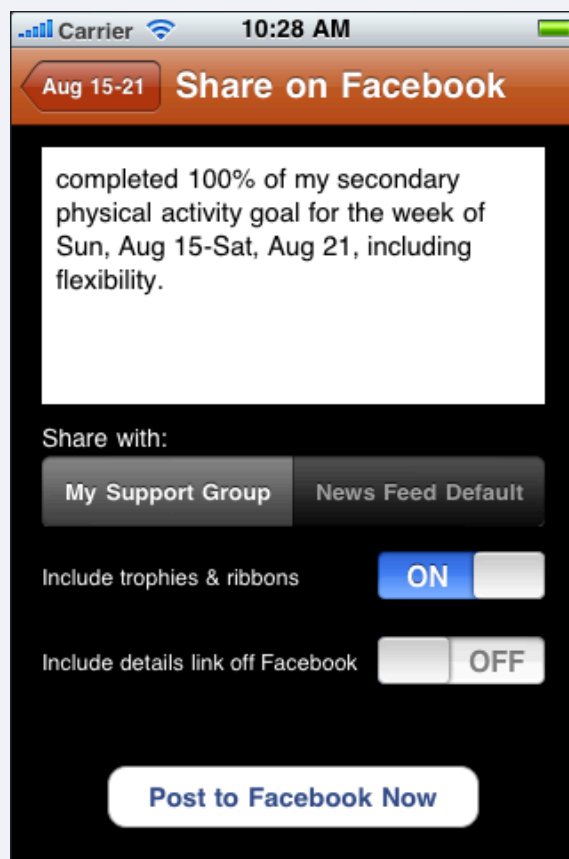 Carrier 10:28 AM
Aug 15-21 Share on Facebook
completed 100% of my secondary
physical activity goal for the week of
Sun, Aug 15-Sat, Aug 21, including
flexibility.
Share with:
My Support Group News Feed Default
Include trophies & ribbons ON
Include details link off Facebook OFF
Post to Facebook Now